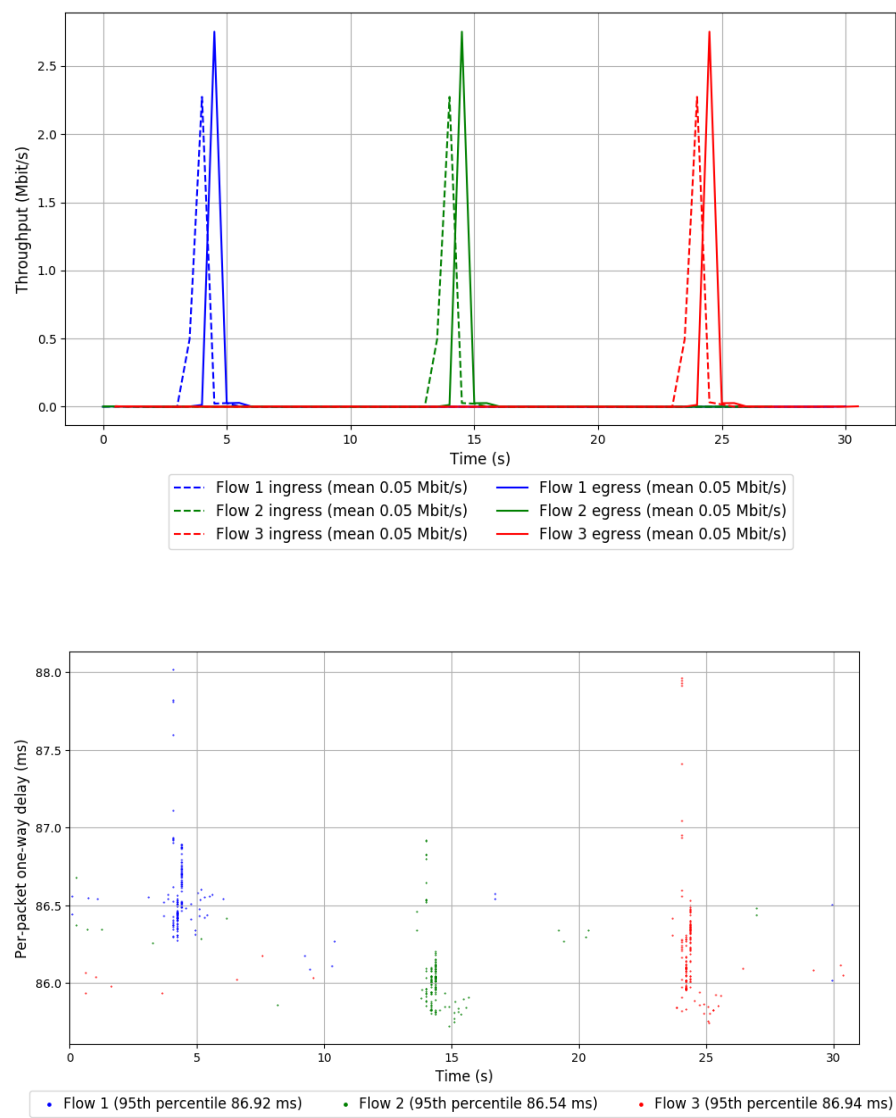 2.5
2.0
1.5
1.0
0.5
0.0
Throughput (Mbit/s)
0 5 10 15 20 25 30
Time (s)
Flow 1 ingress (mean 0.05 Mbit/s) Flow 1 egress (mean 0.05 Mbit/s)
Flow 2 ingress (mean 0.05 Mbit/s) Flow 2 egress (mean 0.05 Mbit/s)
Flow 3 ingress (mean 0.05 Mbit/s) Flow 3 egress (mean 0.05 Mbit/s)
88.0
87.5
87.0
86.5
86.0
Per-packet one-way delay (ms)
0 5 10 15 20 25 30
Time (s)
Flow 1 (95th percentile 86.92 ms) Flow 2 (95th percentile 86.54 ms) Flow 3 (95th percentile 86.94 ms)